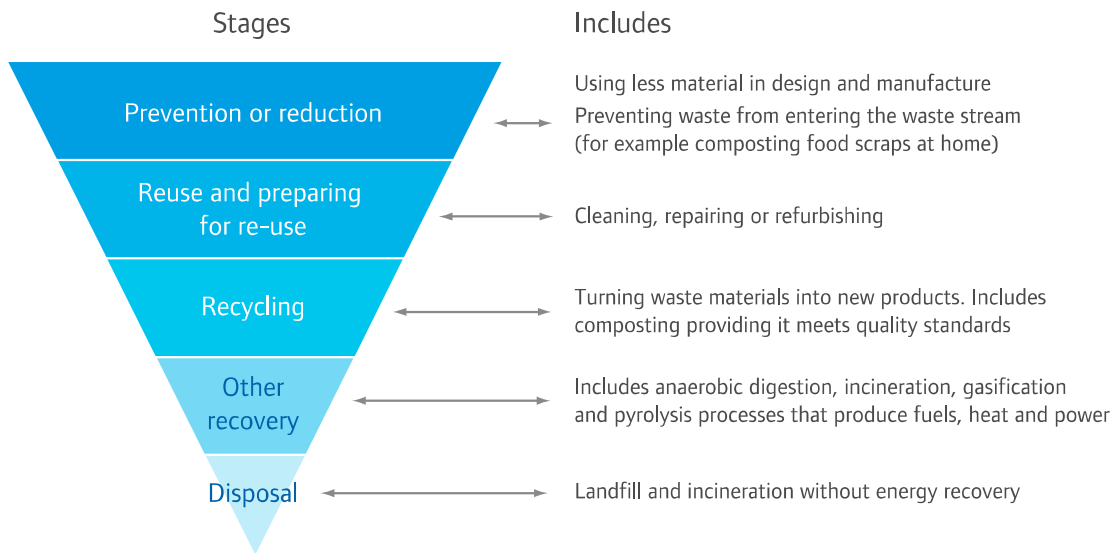 Stages
Includes
Prevention or reduction
Using less material in design and manufacture
Preventing waste from entering the waste stream
(for example composting food scraps at home)
Reuse and preparing
for re-use
Cleaning, repairing or refurbishing
Recycling
Turning waste materials into new products. Includes
composting providing it meets quality standards
Other
recovery
Includes anaerobic digestion, incineration, gasification
and pyrolysis processes that produce fuels, heat and power
Disposal
Landfill and incineration without energy recovery